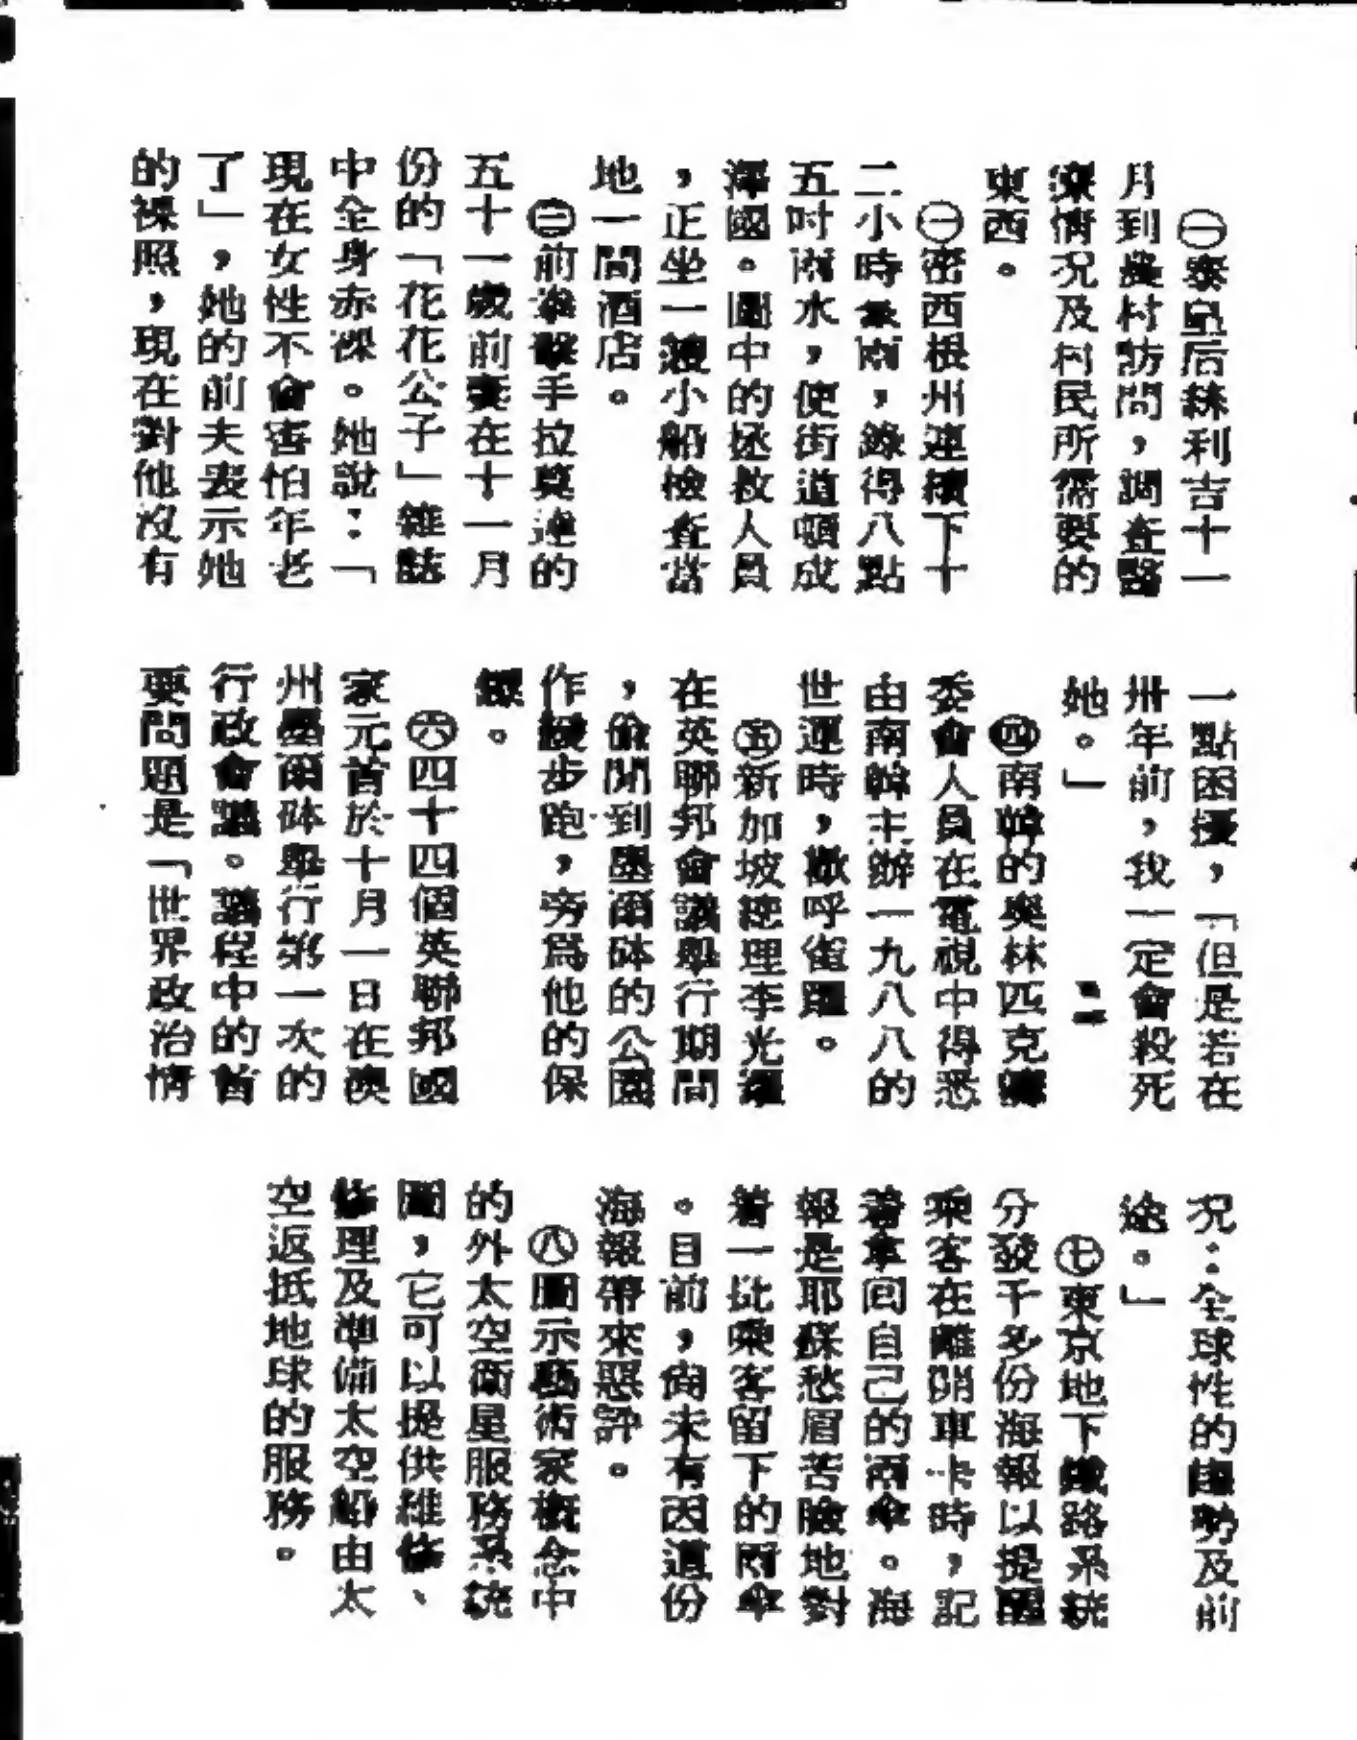 ㊀泰皇后絲利吉十一
月到農村訪問,調查醫
療情况及村民所需要的
東西。
㊁密西根州連續下十
二小時豪雨,錄得八點
五吋雨水,使街道頓成
澤國。圖中的拯救人員
,正坐一艘小船檢查當
地一間酒店。
㊂前拳擊手拉莫達的
五十一歲前妻在十一月
份的「花花公子」雜誌
中全身赤裸。她說:「
現在女性不會害怕年老
了」,她的前夫表示她
的裸照,現在對他沒有
一點困擾,「但是若在
卅年前,我一定會殺死
她。」
㊃南韓的奧林匹克籌
委會人員在電視中得悉
由南韓主辦一九八八的
世運時,歡呼雀躍。
㊄新加坡總理李光耀
在英聯邦會議舉行期間
,偷閒到墨爾砵的公園
作緩步跑,旁爲他的保
鏢。
㊅四十四個英聯邦國
家元首於十月一日在澳
州墨爾砵舉行第一次的
行政會議。議程中的首
要問題是「世界政治情
况:全球性的趨勢及前
途。」
㊆東京地下鐵路系統
分發千多份海報以提醒
乘客在離開車卡時,記
着拿回自己的雨傘。海
報是耶穌愁眉苦臉地對
着一批乘客留下的雨傘
。目前,尚未有因這份
海報帶來惡評。
㊇圖示藝術家概念中
的外太空衛星服務系統
圖,它可以提供維修、
修理及準備太空船由太
空返抵地球的服務。